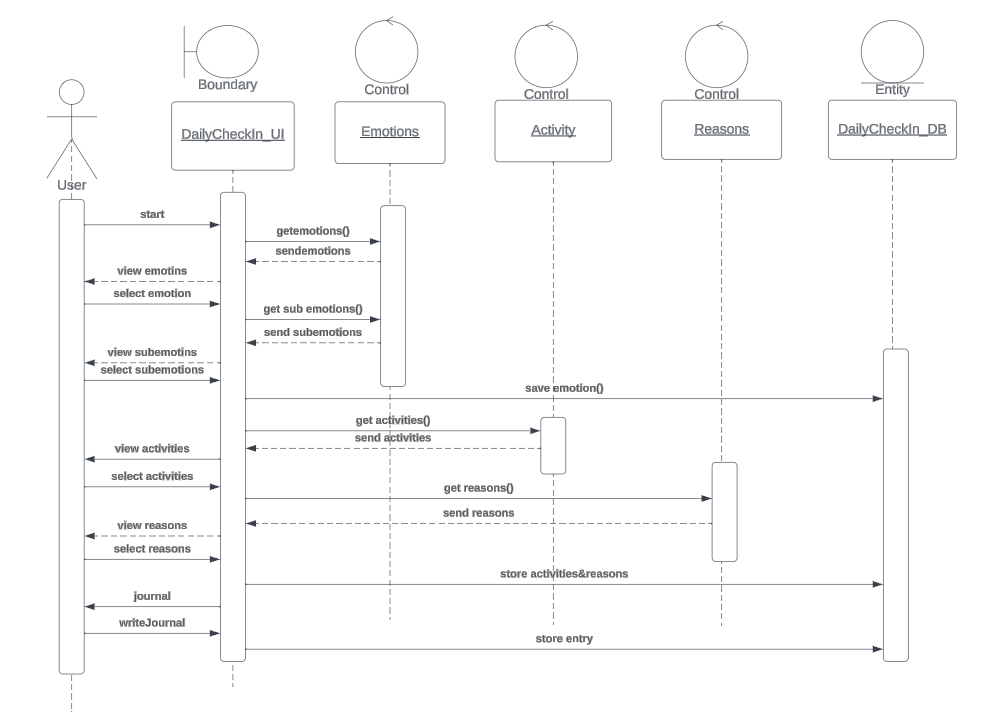 Boundary
Control
Control
Control
Entity
DailyCheckIn_UI
Emotions
Activity
Reasons
DailyCheckIn_DB
User
start
getemotions()
sendemotions
view emotins
select emotion
get sub emotions()
send subemotions
view subemotins
select subemotions
save emotion()
get activities()
send activities
view activities
select activities
get reasons()
send reasons
view reasons
select reasons
store activities&reasons
journal
writeJournal
store entry